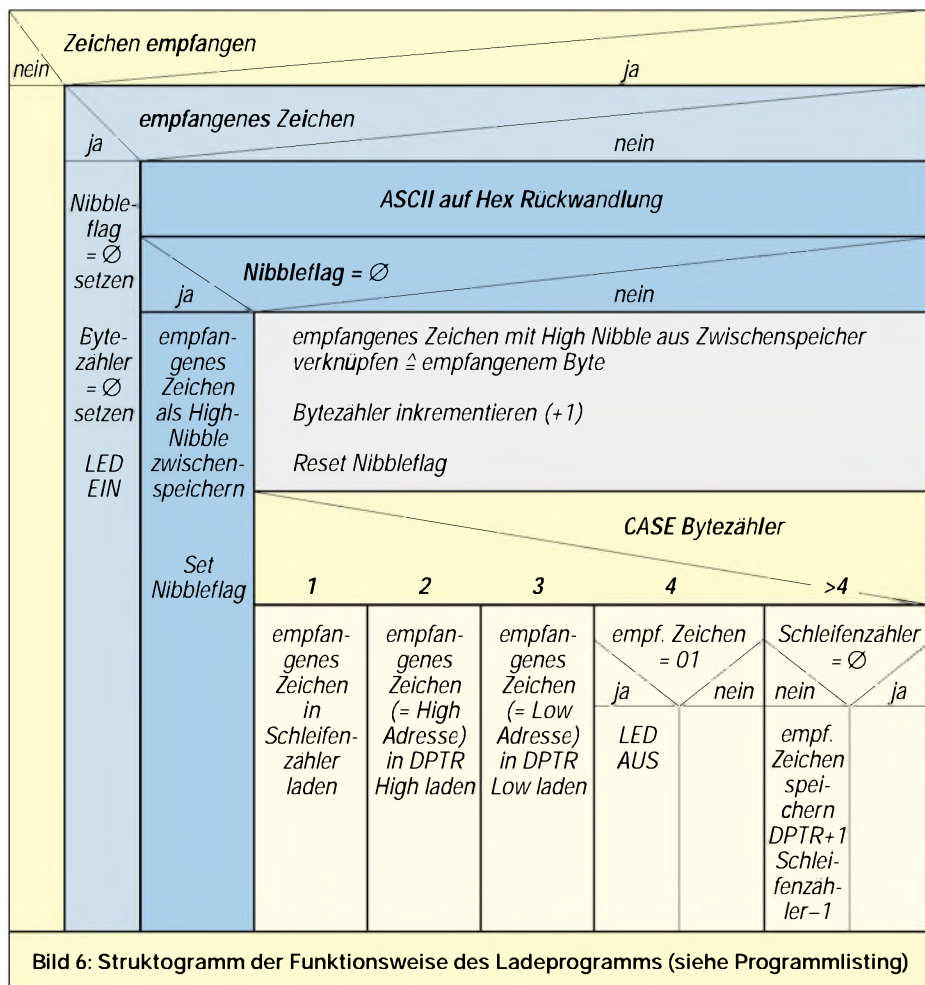 Zeichen empfangen
nein
ja
empfangenes Zeichen
ja
nein
Nibble-
flag
= Ø
setzen
Byte-
zähler
= Ø
setzen
LED
EIN
ASCII auf Hex Rückwandlung
Nibbleflag = Ø
ja
nein
empfan-
genes
Zeichen
als High-
Nibble
zwischen-
speichern
Set
Nibbleflag
empfangenes Zeichen mit High Nibble aus Zwischenspeicher
verknüpfen ≙ empfangenem Byte
Bytezähler inkrementieren (+1)
Reset Nibbleflag
CASE Bytezähler
1
2
3
4
>4
empfan-
genes
Zeichen
in
Schleifen-
zähler
laden
empfan-
genes
Zeichen
(= High
Adresse)
in DPTR
High laden
empfan-
genes
Zeichen
(= Low
Adresse)
in DPTR
Low laden
empf. Zeichen
= 01
ja
nein
LED
AUS
Schleifenzähler
= Ø
nein
ja
empf.
Zeichen
spei-
chern
DPTR+1
Schlei-
fenzäh-
ler–1
Bild 6: Struktogramm der Funktionsweise des Ladeprogramms (siehe Programmlisting)